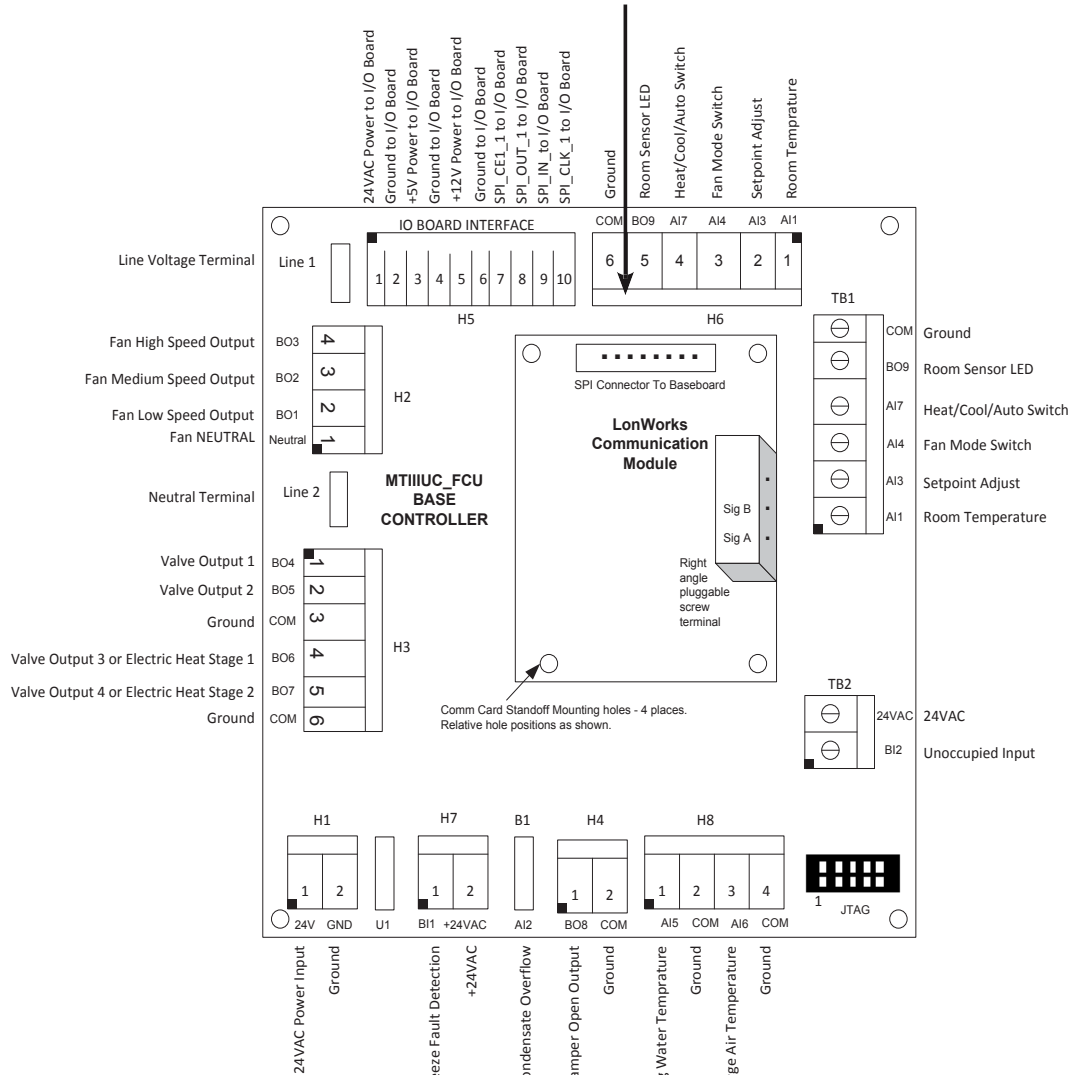 24VAC Power to I/O Board
Ground to I/O Board
+5V Power to I/O Board
Ground to I/O Board
+12V Power to I/O Board
Ground to I/O Board
SPI_CE1_1 to I/O Board
SPI_OUT_1 to I/O Board
SPI_IN_to I/O Board
SPI_CLK_1 to I/O Board
Ground
Room Sensor LED
Heat/Cool/Auto Switch
Fan Mode Switch
Setpoint Adjust
Room Temprature
IO BOARD INTERFACE
1 2 3 4 5 6 7 8 9 10
H5
COM BO9 AI7 AI4 AI3 AI1
6 5 4 3 2 1
H6
Line Voltage Terminal
Line 1
Fan High Speed Output BO3 4
Fan Medium Speed Output BO2 3
Fan Low Speed Output BO1 2
Fan NEUTRAL Neutral 1
H2
Neutral Terminal
Line 2
MTIIIUC_FCU
BASE
CONTROLLER
Valve Output 1 BO4 1
Valve Output 2 BO5 2
Ground COM 3
Valve Output 3 or Electric Heat Stage 1 BO6 4
Valve Output 4 or Electric Heat Stage 2 BO7 5
Ground COM 6
H3
SPI Connector To Baseboard
LonWorks
Communication
Module
Sig B
Sig A
Right
angle
pluggable
screw
terminal
Comm Card Standoff Mounting holes - 4 places.
Relative hole positions as shown.
TB1
COM Ground
BO9 Room Sensor LED
AI7 Heat/Cool/Auto Switch
AI4 Fan Mode Switch
AI3 Setpoint Adjust
AI1 Room Temperature
TB2
24VAC 24VAC
BI2 Unoccupied Input
H1
1 2
24V GND
24VAC Power Input
Ground
U1
H7
1 2
BI1 +24VAC
Fault Detection
+24VAC
B1
AI2
Overflow
H4
1 2
BO8 COM
Open Output
Ground
H8
1 2 3 4
AI5 COM AI6 COM
Water Temprature
Ground
Air Temperature
Ground
1
JTAG